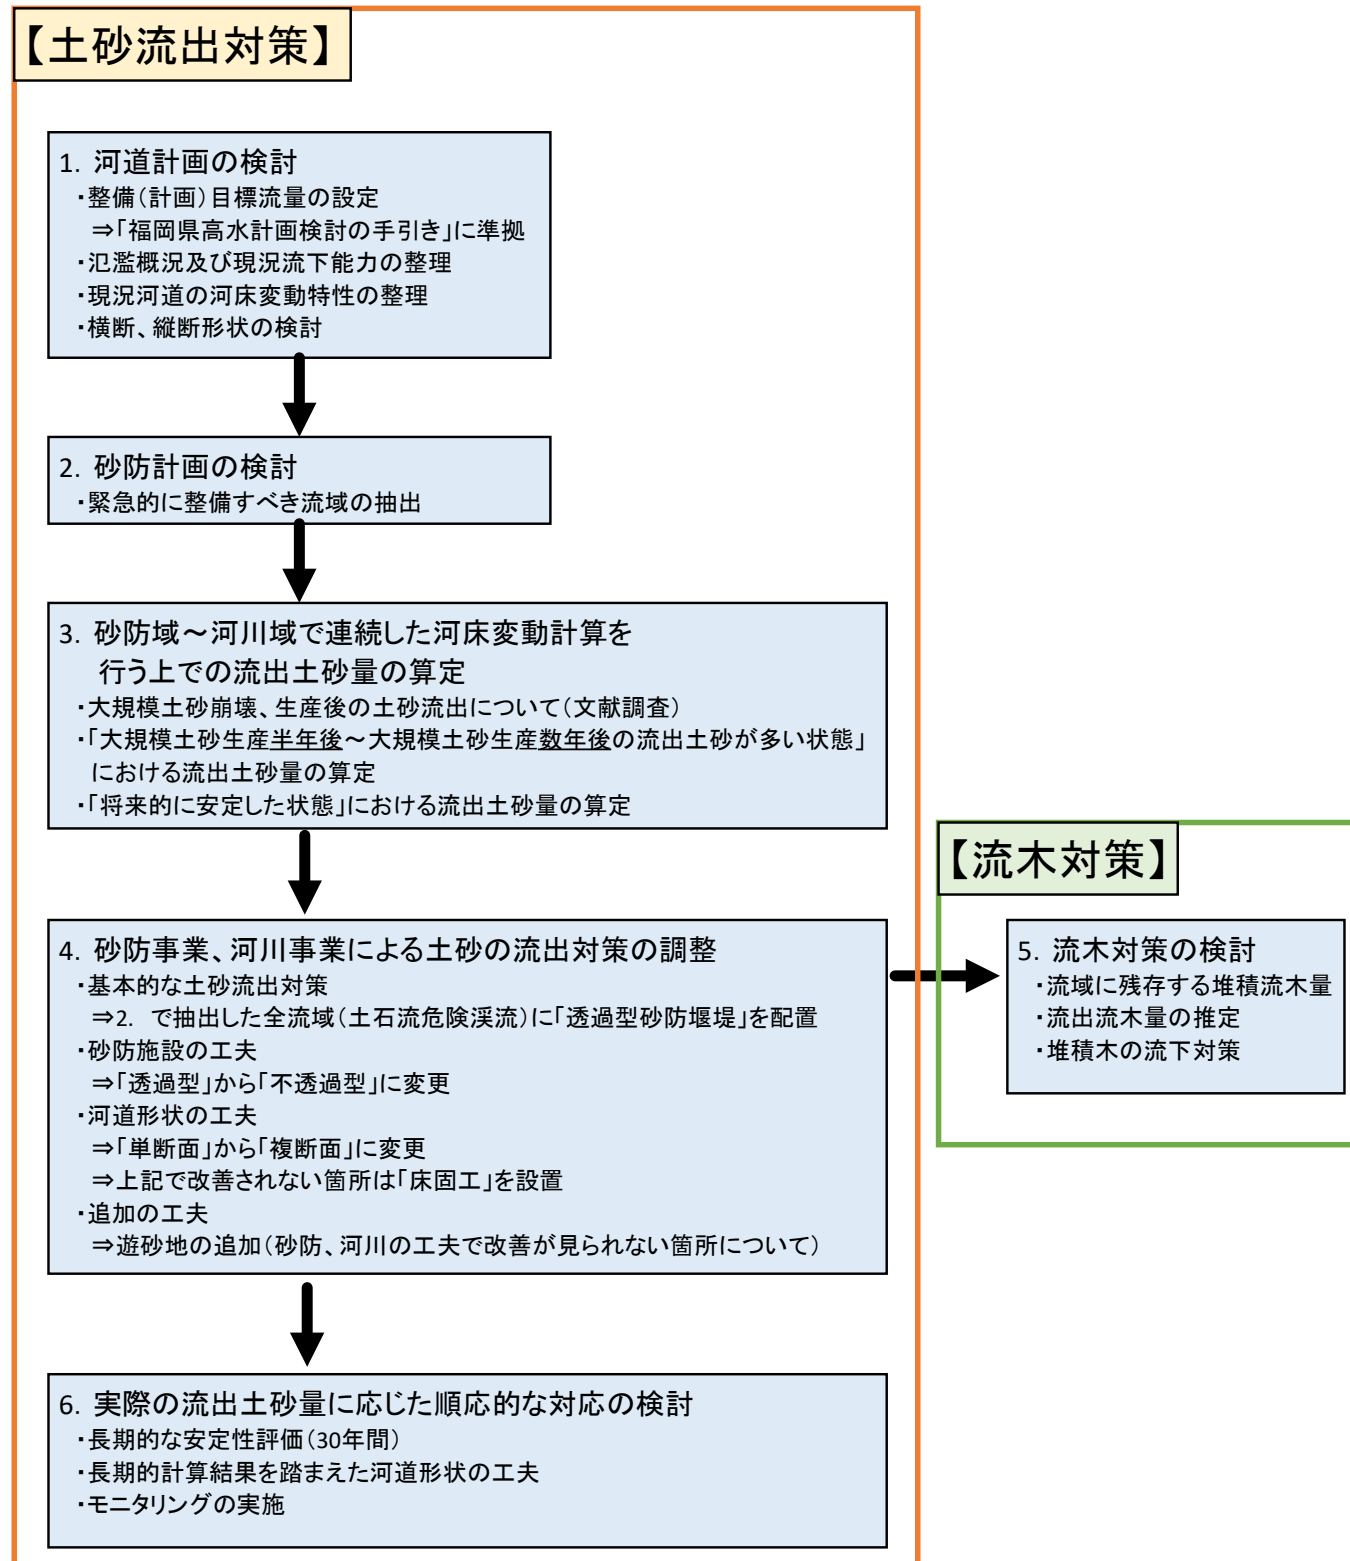 【土砂流出対策】
1. 河道計画の検討
・整備（計画）目標流量の設定
⇒「福岡県高水計画検討の手引き」に準拠
・氾濫概況及び現況流下能力の整理
・現況河道の河床変動特性の整理
・横断、縦断形状の検討
2. 砂防計画の検討
・緊急的に整備すべき流域の抽出
3. 砂防域～河川域で連続した河床変動計算を
行う上での流出土砂量の算定
・大規模土砂崩壊、生産後の土砂流出について（文献調査）
・「大規模土砂生産半年後～大規模土砂生産数年後の流出土砂が多い状態」
における流出土砂量の算定
・「将来的に安定した状態」における流出土砂量の算定
4. 砂防事業、河川事業による土砂の流出対策の調整
・基本的な土砂流出対策
⇒2. で抽出した全流域（土石流危険渓流）に「透過型砂防堰堤」を配置
・砂防施設の工夫
⇒「透過型」から「不透過型」に変更
・河道形状の工夫
⇒「単断面」から「複断面」に変更
⇒上記で改善されない箇所は「床固工」を設置
・追加の工夫
⇒遊砂地の追加（砂防、河川の工夫で改善が見られない箇所について）
【流木対策】
5. 流木対策の検討
・流域に残存する堆積流木量
・流出流木量の推定
・堆積木の流下対策
6. 実際の流出土砂量に応じた順応的な対応の検討
・長期的な安定性評価（30年間）
・長期的計算結果を踏まえた河道形状の工夫
・モニタリングの実施